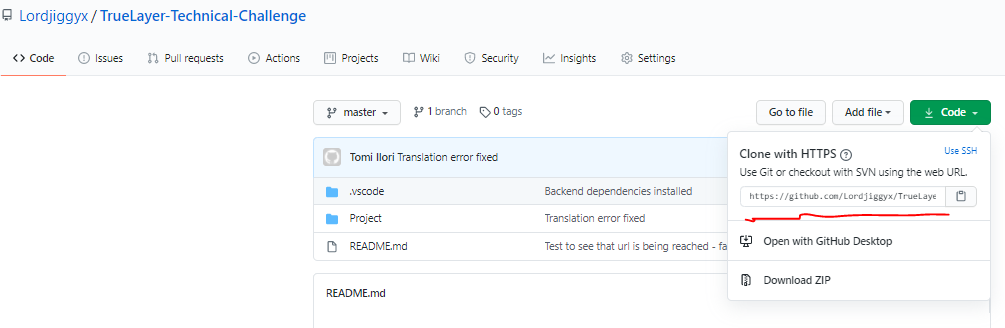 Lordjiggyx / TrueLayer-Technical-Challenge
Code Issues Pull requests Actions Projects Wiki Security Insights Settings
master 1 branch 0 tags Go to file Add file Code
Tomi Ilori Translation error fixed
.vscode Backend dependencies installed
Project Translation error fixed
README.md Test to see that url is being reached - fa
README.md
Clone with HTTPS Use SSH
Use Git or checkout with SVN using the web URL.
https://github.com/Lordjiggyx/TrueLaye
Open with GitHub Desktop
Download ZIP